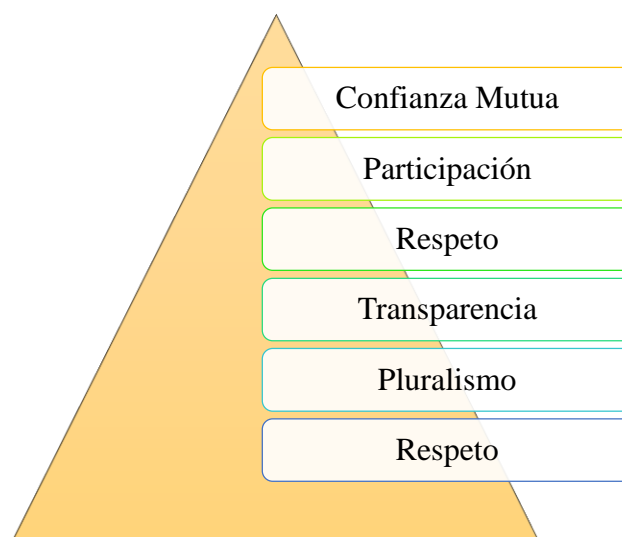 Confianza Mutua
Participación
Respeto
Transparencia
Pluralismo
Respeto